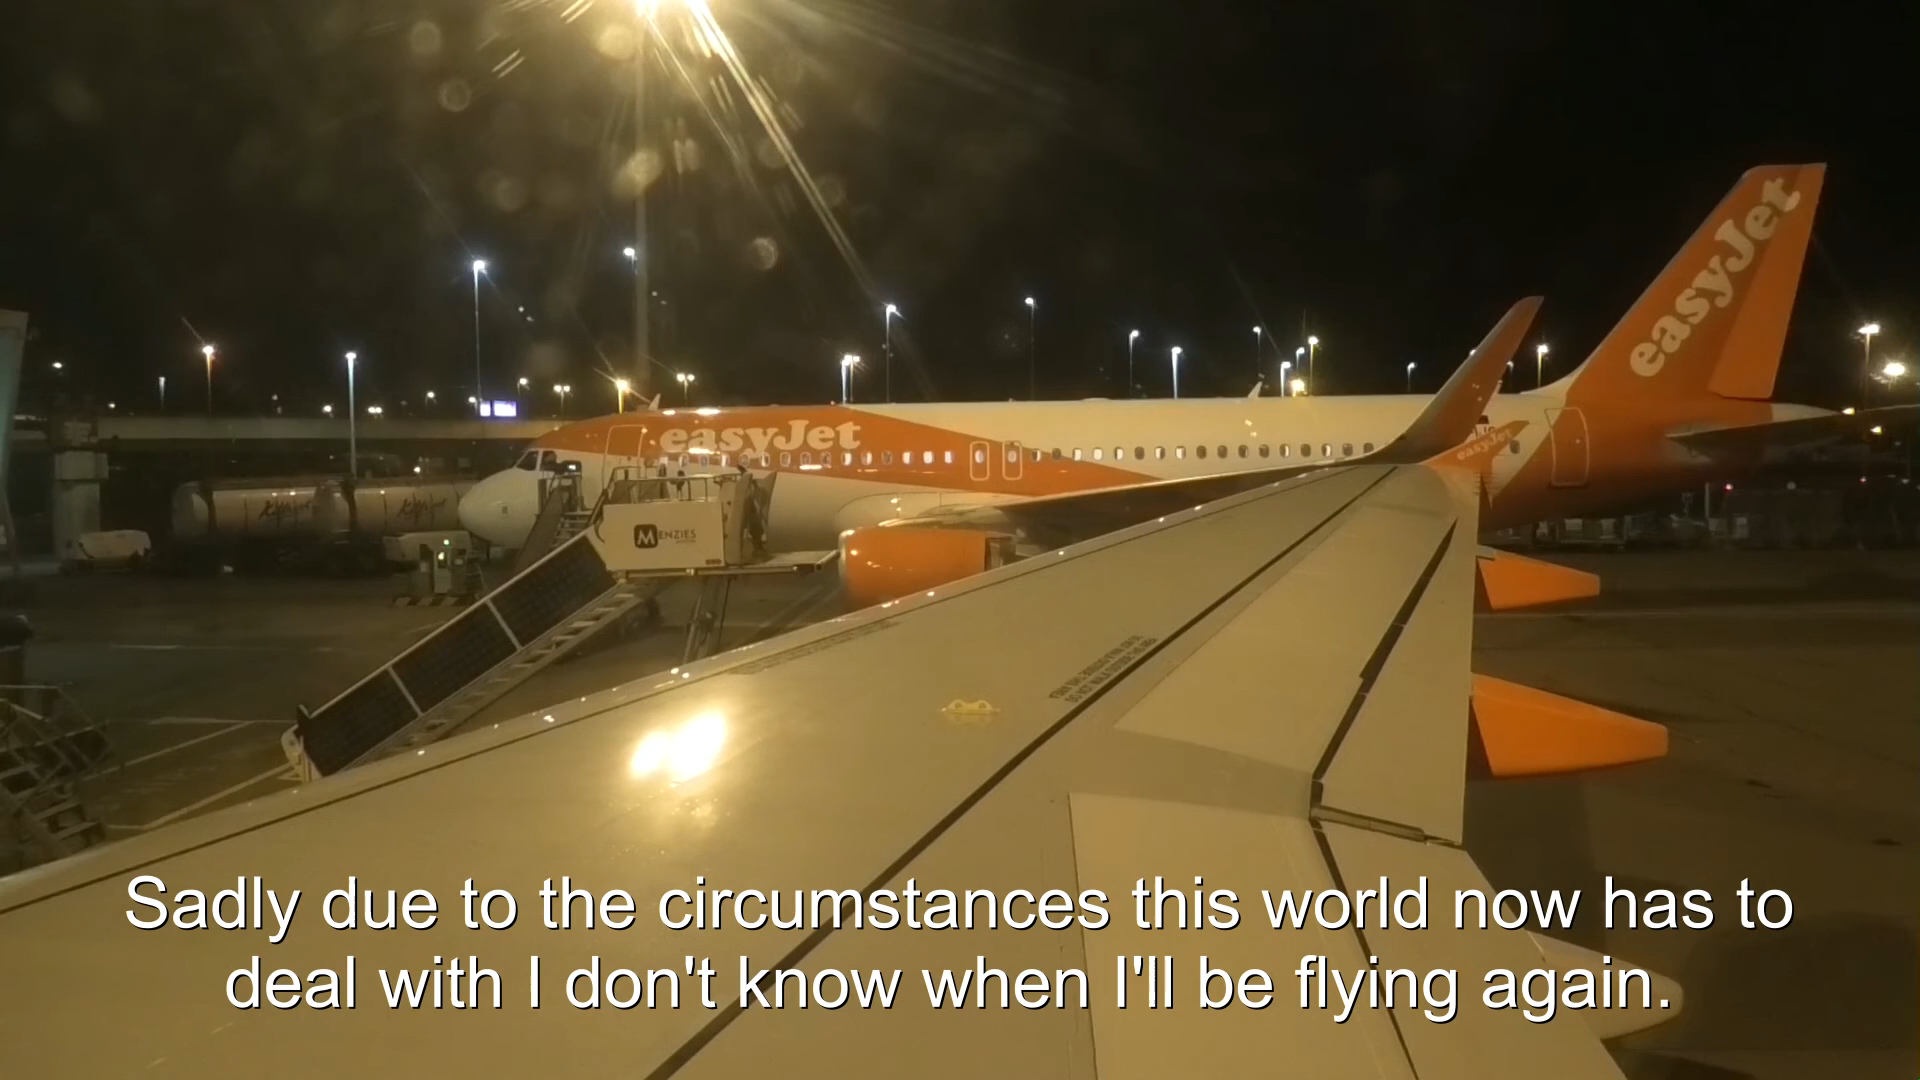 easyJet
easyJet
easyJet
MENZIES
Sadly due to the circumstances this world now has to
deal with I don't know when I'll be flying again.